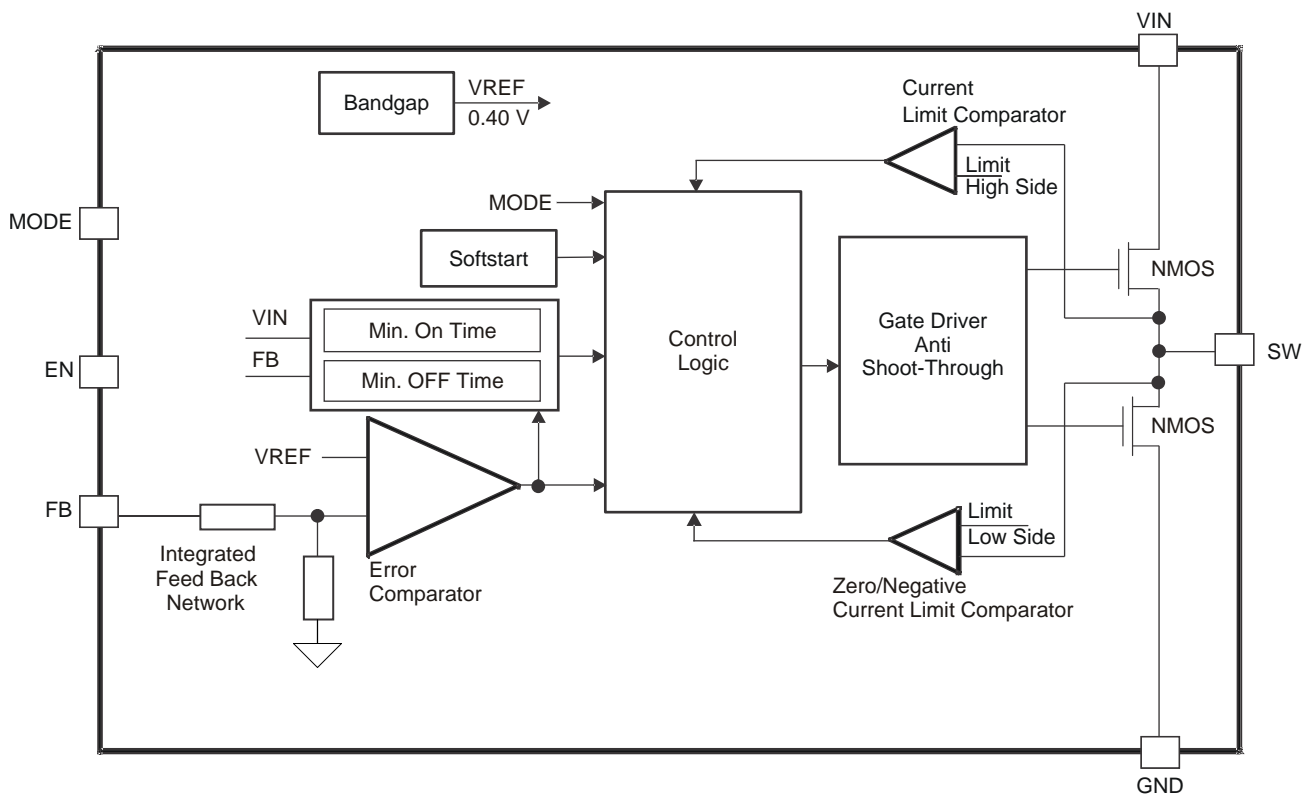 VIN
Bandgap
VREF
0.40 V
Current
Limit Comparator
Limit
High Side
MODE
MODE
Softstart
NMOS
VIN
Min. On Time
FB
Min. OFF Time
Control
Logic
Gate Driver
Anti
Shoot-Through
SW
EN
NMOS
VREF
FB
Limit
Low Side
Integrated
Feed Back
Network
Error
Comparator
Zero/Negative
Current Limit Comparator
GND